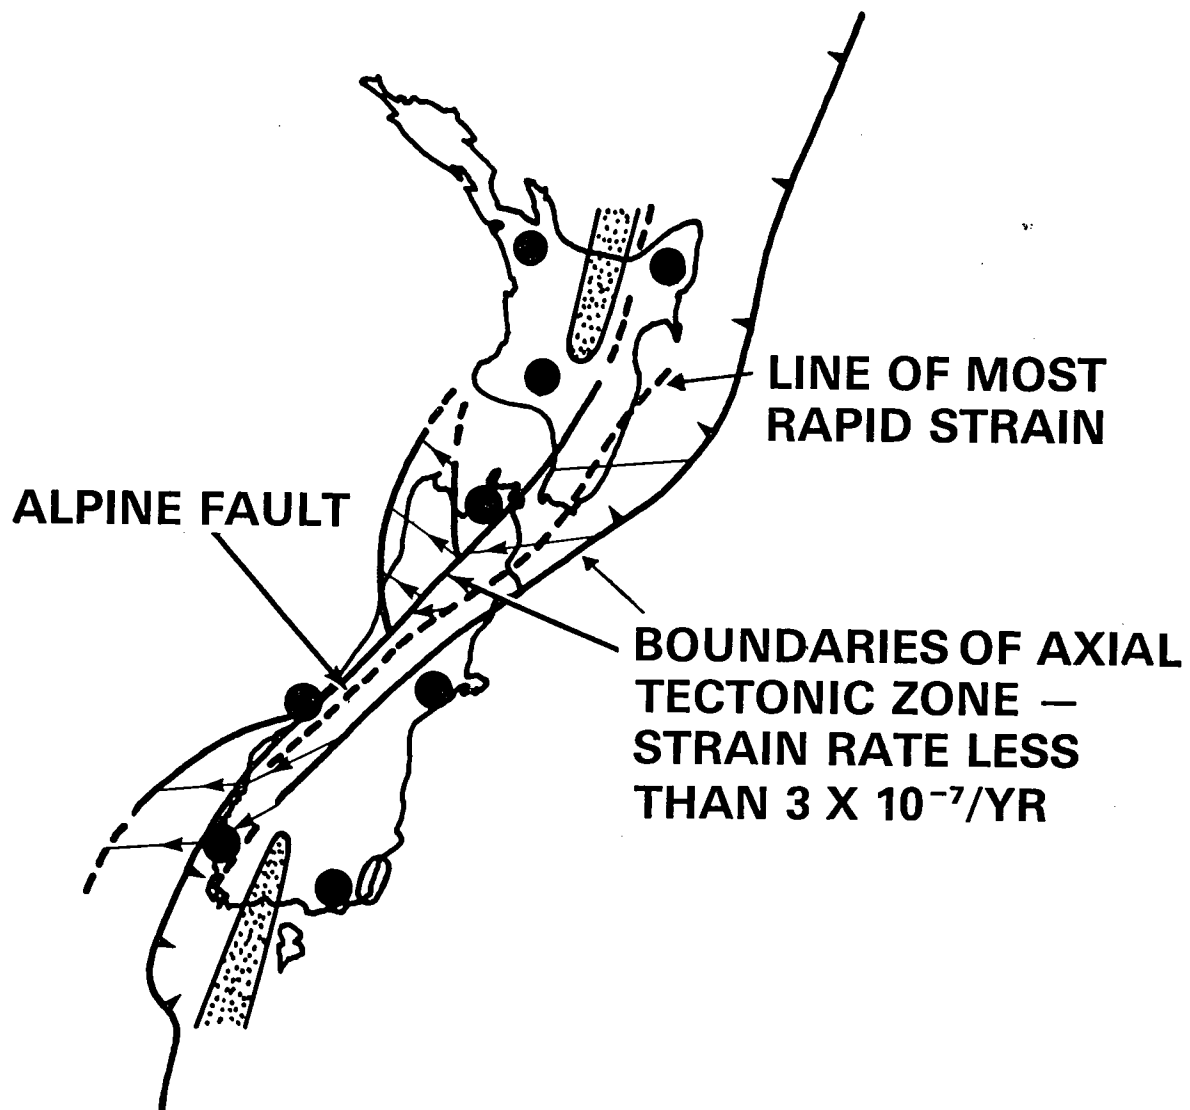 LINE OF MOST
RAPID STRAIN
ALPINE FAULT
BOUNDARIES OF AXIAL
TECTONIC ZONE —
STRAIN RATE LESS
THAN 3 X 10⁻⁷/YR